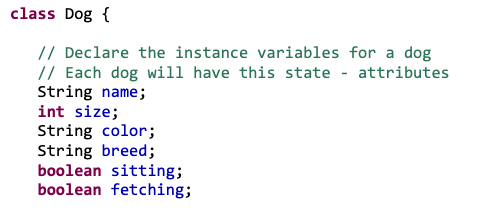 class Dog {
// Declare the instance variables for a dog
// Each dog will have this state - attributes
String name;
int size;
String color;
String breed;
boolean sitting;
boolean fetching;